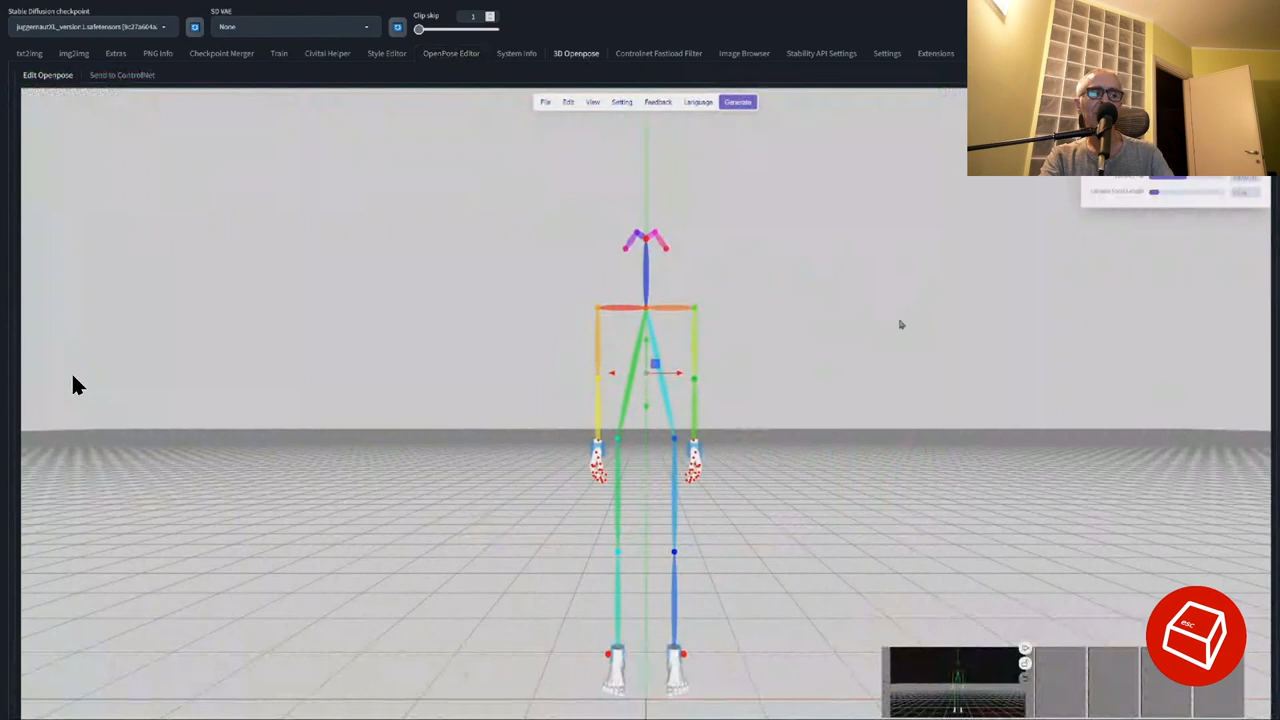 Stable Diffusion checkpoint
SD VAE
Clip skip
None
1
txt2img
img2img
Extras
PNG Info
Checkpoint Merger
Train
Civitai Helper
Style Editor
OpenPose Editor
System Info
3D Openpose
Controlnet Fastload Filter
Image Browser
Stability API Settings
Settings
Extensions
Edit Openpose
Send to ControlNet
File
Edit
View
Setting
Feedback
Language
Generate
esc